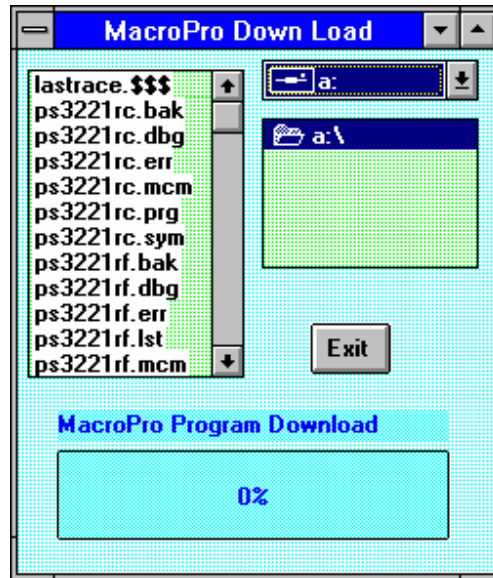 MacroPro Down Load
lastrace.$$$
ps3221rc.bak
ps3221rc.dbg
ps3221rc.err
ps3221rc.mcm
ps3221rc.prg
ps3221rc.sym
ps3221rf.bak
ps3221rf.dbg
ps3221rf.err
ps3221rf.lst
ps3221rf.mcm
a:
a:\
Exit
MacroPro Program Download
0%